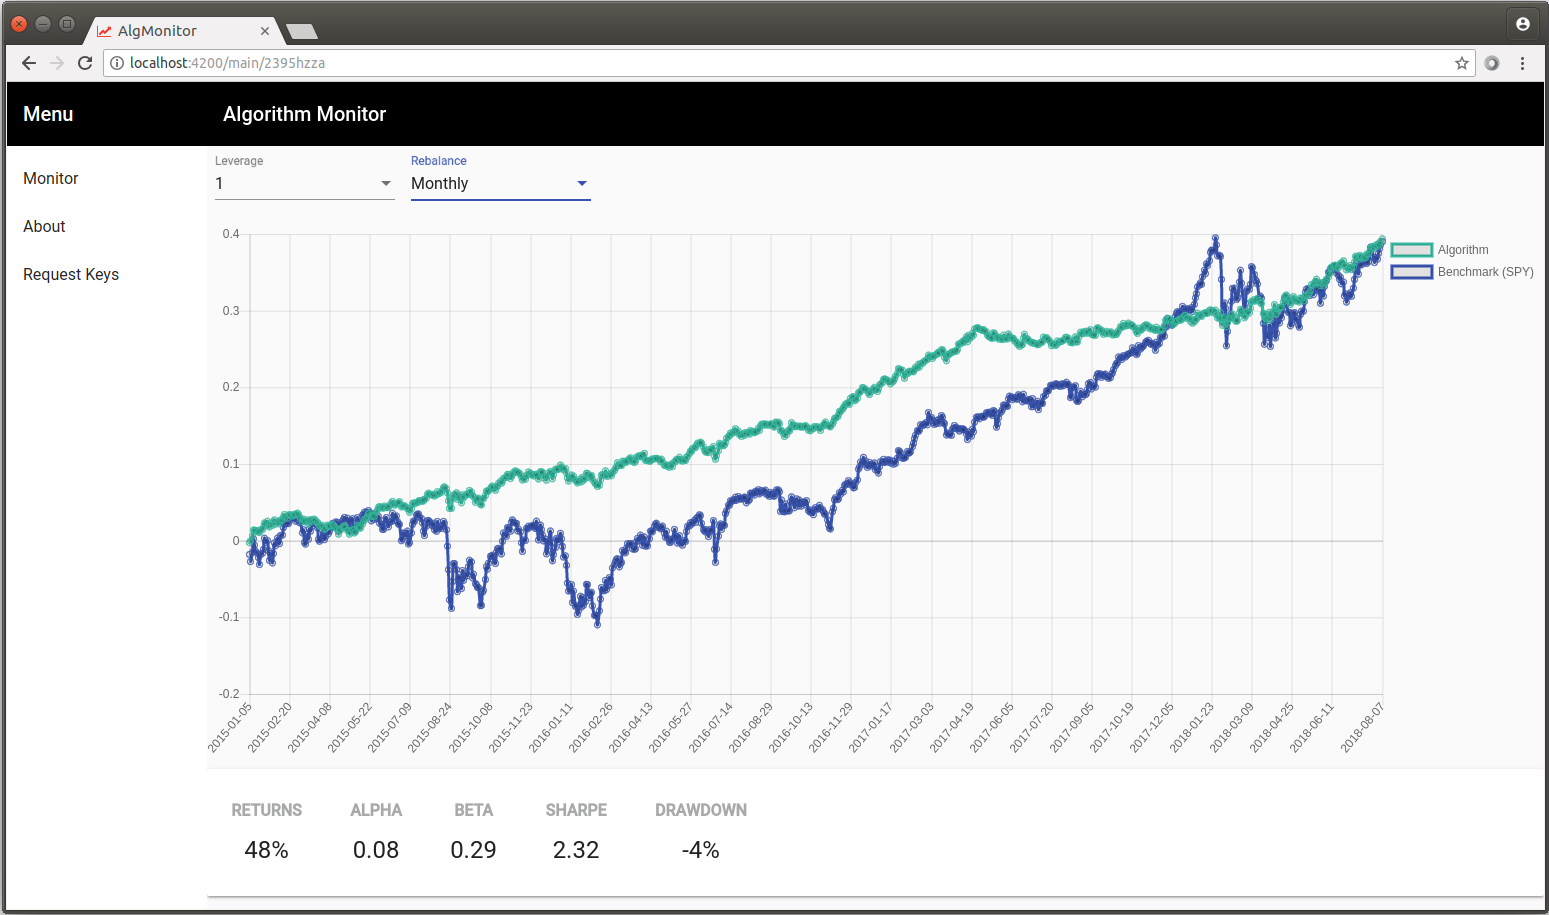 AlgMonitor
localhost:4200/main/2395hzza
Menu
Algorithm Monitor
Monitor
About
Request Keys
Leverage
Rebalance
1
Monthly
0.4
0.3
0.2
0.1
0
-0.1
-0.2
Algorithm
Benchmark (SPY)
2015-01-05
2015-02-20
2015-04-08
2015-05-22
2015-07-09
2015-08-24
2015-10-08
2015-11-23
2016-01-11
2016-02-26
2016-04-13
2016-05-27
2016-07-14
2016-08-29
2016-10-13
2016-11-29
2017-01-17
2017-03-03
2017-04-19
2017-06-05
2017-07-20
2017-09-05
2017-10-19
2017-12-05
2018-01-23
2018-03-09
2018-04-25
2018-06-11
2018-08-07
RETURNS ALPHA BETA SHARPE DRAWDOWN
48% 0.08 0.29 2.32 -4%